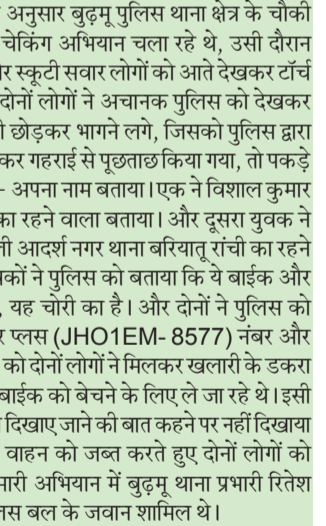 अनुसार बुढ़मू पुलिस थाना क्षेत्र के चौकी
चेकिंग अभियान चला रहे थे, उसी दौरान
र स्कूटी सवार लोगों को आते देखकर टॉर्च
दोनों लोगों ने अचानक पुलिस को देखकर
छोड़कर भागने लगे, जिसको पुलिस द्वारा
कर गहराई से पूछताछ किया गया, तो पकड़े
- अपना नाम बताया। एक ने विशाल कुमार
का रहने वाला बताया। और दूसरा युवक ने
ती आदर्श नगर थाना बरियातू रांची का रहने
कों ने पुलिस को बताया कि ये बाईक और
, यह चोरी का है। और दोनों ने पुलिस को
र प्लस (JHO1EM- 8577) नंबर और
को दोनों लोगों ने मिलकर खलारी के डकरा
बाईक को बेचने के लिए ले जा रहे थे। इसी
दिखाए जाने की बात कहने पर नहीं दिखाया
वाहन को जब्त करते हुए दोनों लोगों को
मारी अभियान में बुढ़मू थाना प्रभारी रितेश
लस बल के जवान शामिल थे।